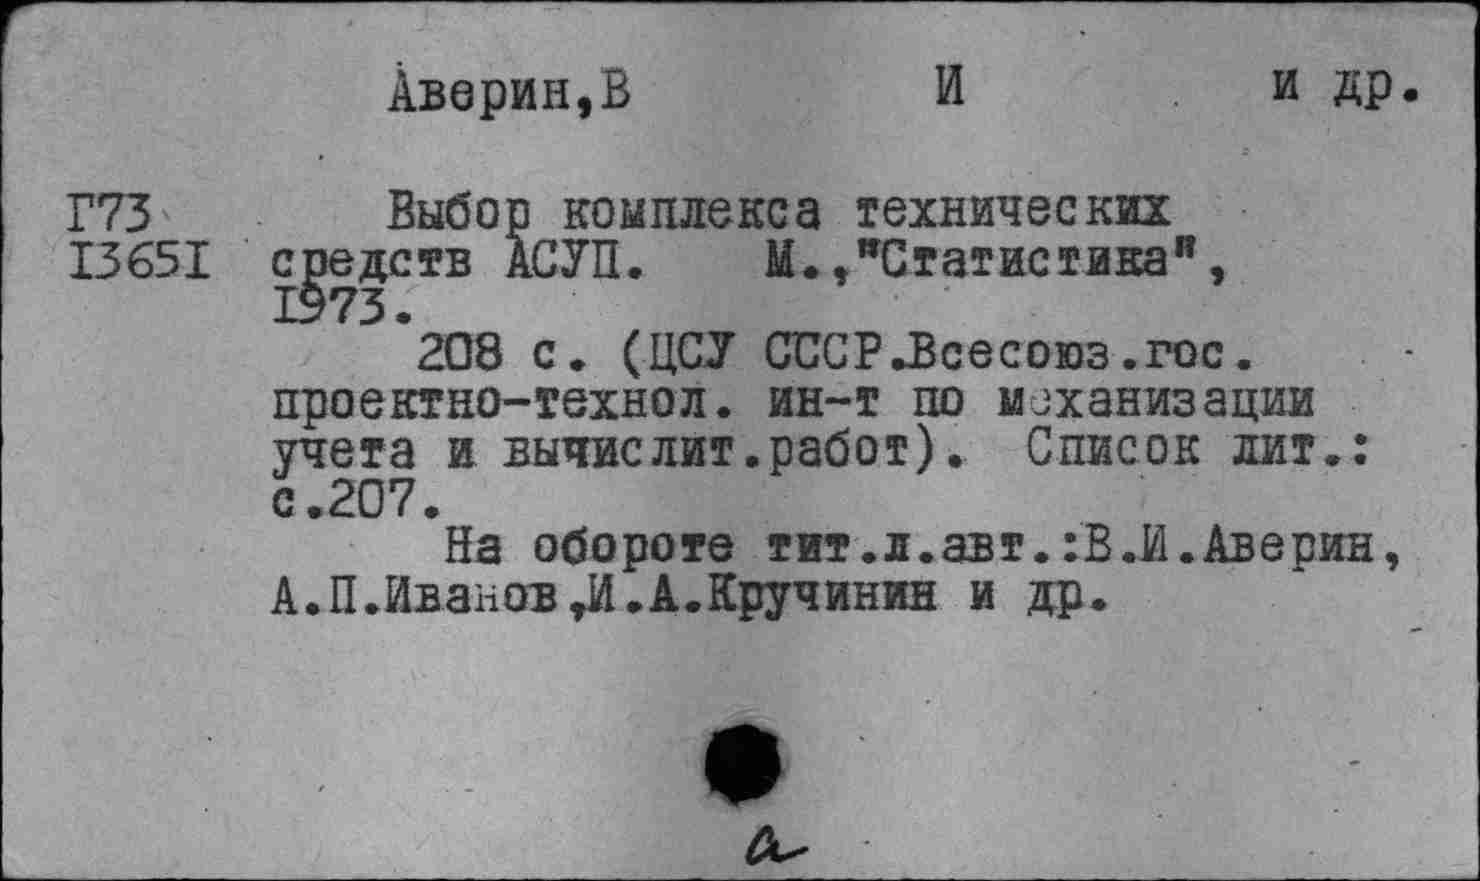 Аверин,В И и др.
Г73 Выбор комплекса технических
I365I средств АСУП. М.,"Статистика",
I973.
208 с. (ЦСУ СССР.Всесоюз.гос.
проектно-технол. ин-т по механизации
учета и вычислит.работ). Список лит.:
с.207.
На обороте тит.л.авт.:В.И.Аверин,
А.П.Иванов,И.А.Кручинин и др.